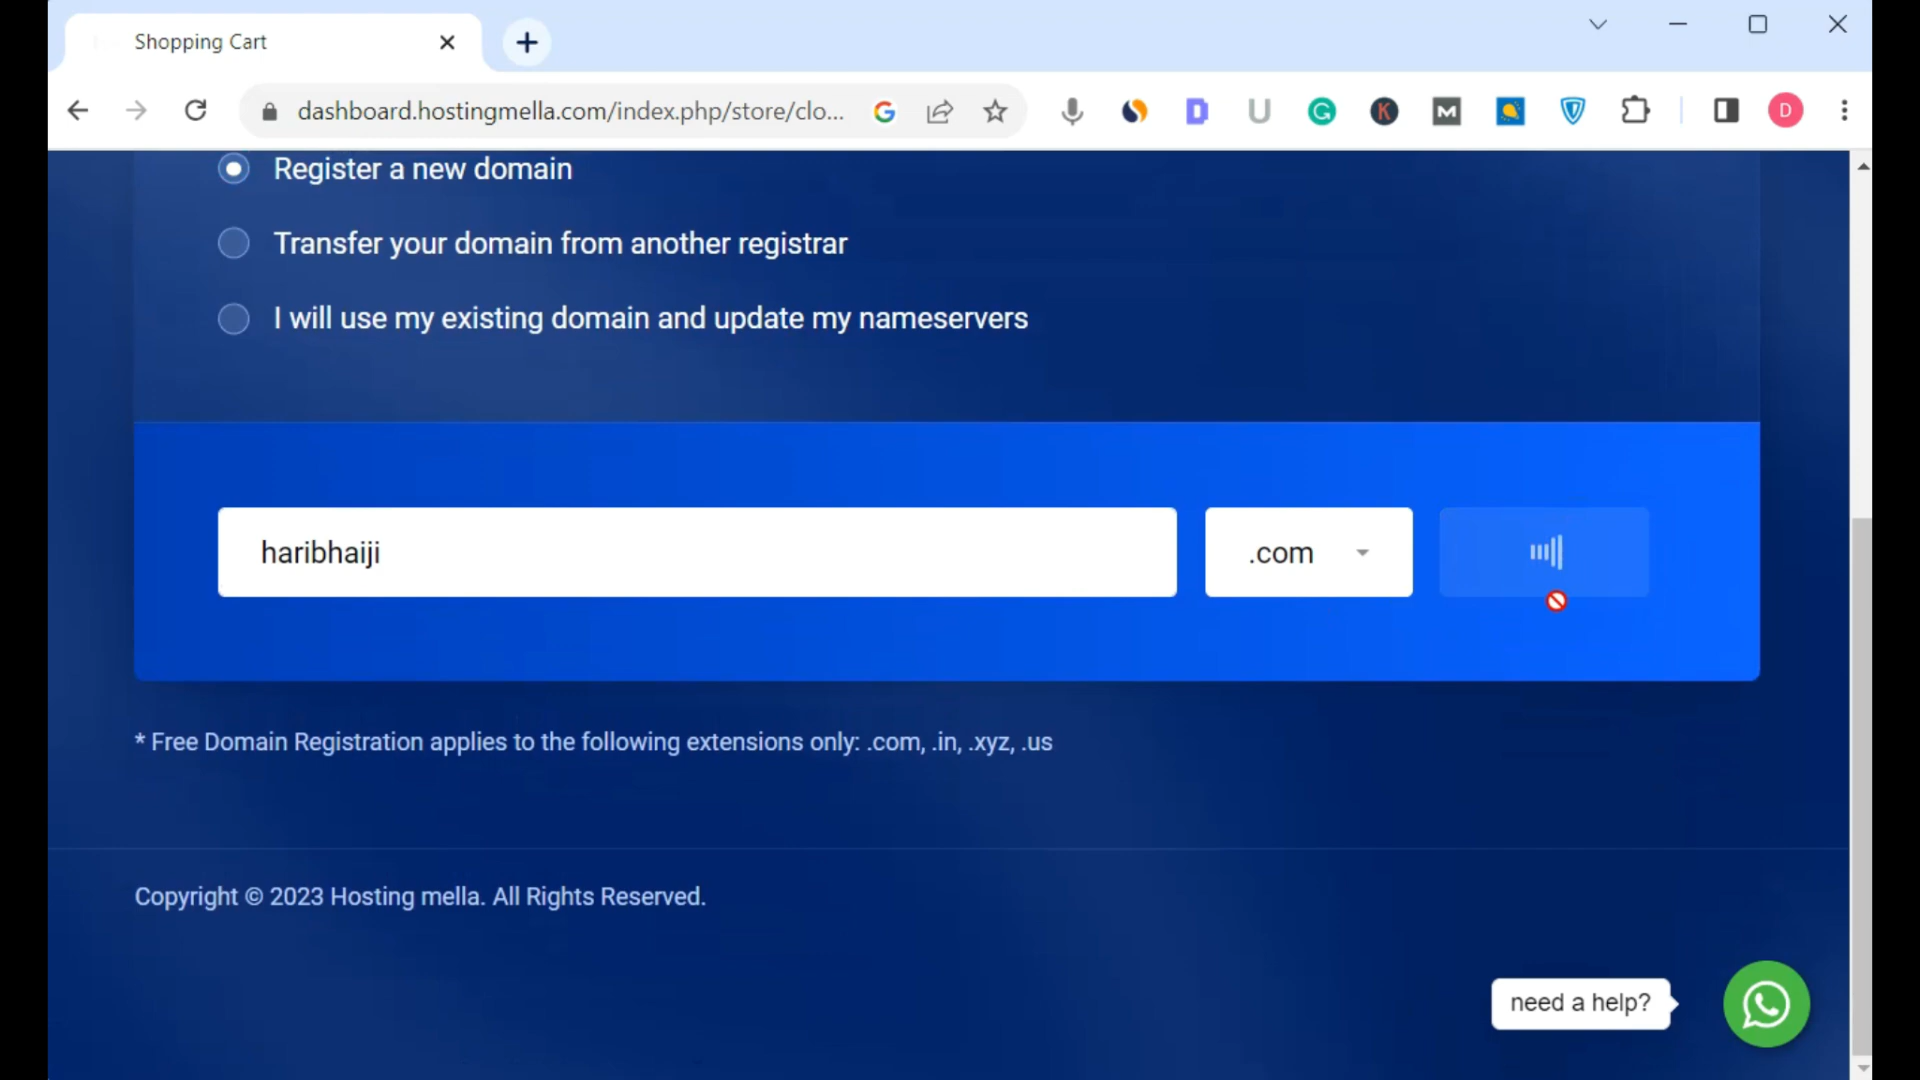 Shopping Cart
dashboard.hostingmella.com/index.php/store/clo...
D
Register a new domain
Transfer your domain from another registrar
I will use my existing domain and update my nameservers
haribhaiji
.com
* Free Domain Registration applies to the following extensions only: .com, .in, .xyz, .us
Copyright © 2023 Hosting mella. All Rights Reserved.
need a help?